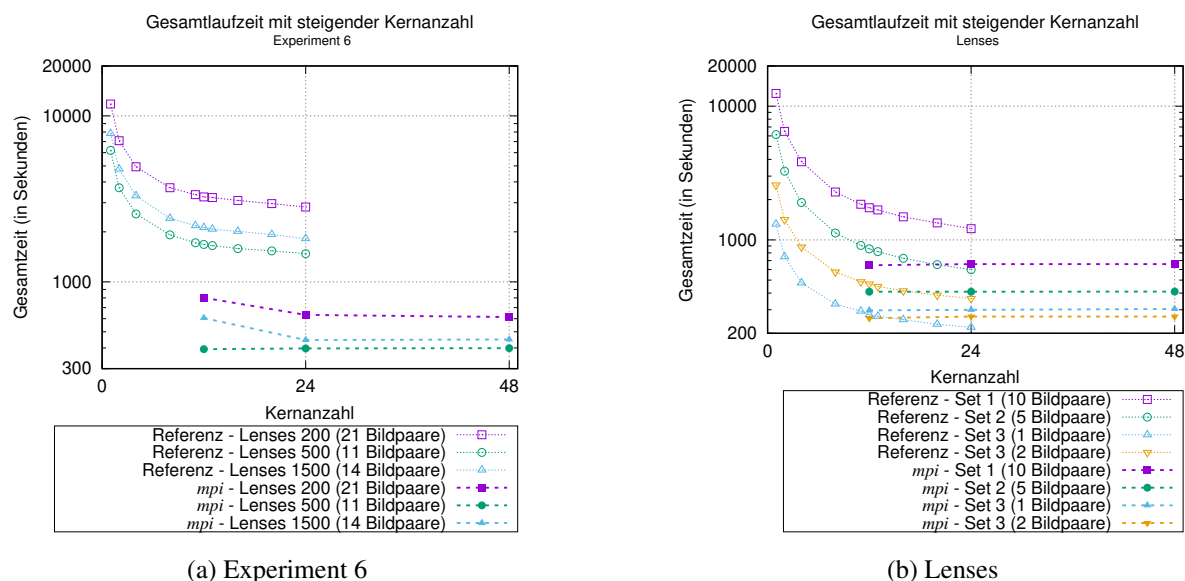 Gesamtlaufzeit mit steigender Kernanzahl
Experiment 6
20000
10000
1000
300
0
24
48
Gesamtzeit (in Sekunden)
Kernanzahl
Referenz - Lenses 200 (21 Bildpaare)
Referenz - Lenses 500 (11 Bildpaare)
Referenz - Lenses 1500 (14 Bildpaare)
mpi - Lenses 200 (21 Bildpaare)
mpi - Lenses 500 (11 Bildpaare)
mpi - Lenses 1500 (14 Bildpaare)
(a) Experiment 6
Gesamtlaufzeit mit steigender Kernanzahl
Lenses
20000
10000
1000
200
0
24
48
Gesamtzeit (in Sekunden)
Kernanzahl
Referenz - Set 1 (10 Bildpaare)
Referenz - Set 2 (5 Bildpaare)
Referenz - Set 3 (1 Bildpaare)
Referenz - Set 3 (2 Bildpaare)
mpi - Set 1 (10 Bildpaare)
mpi - Set 2 (5 Bildpaare)
mpi - Set 3 (1 Bildpaare)
mpi - Set 3 (2 Bildpaare)
(b) Lenses